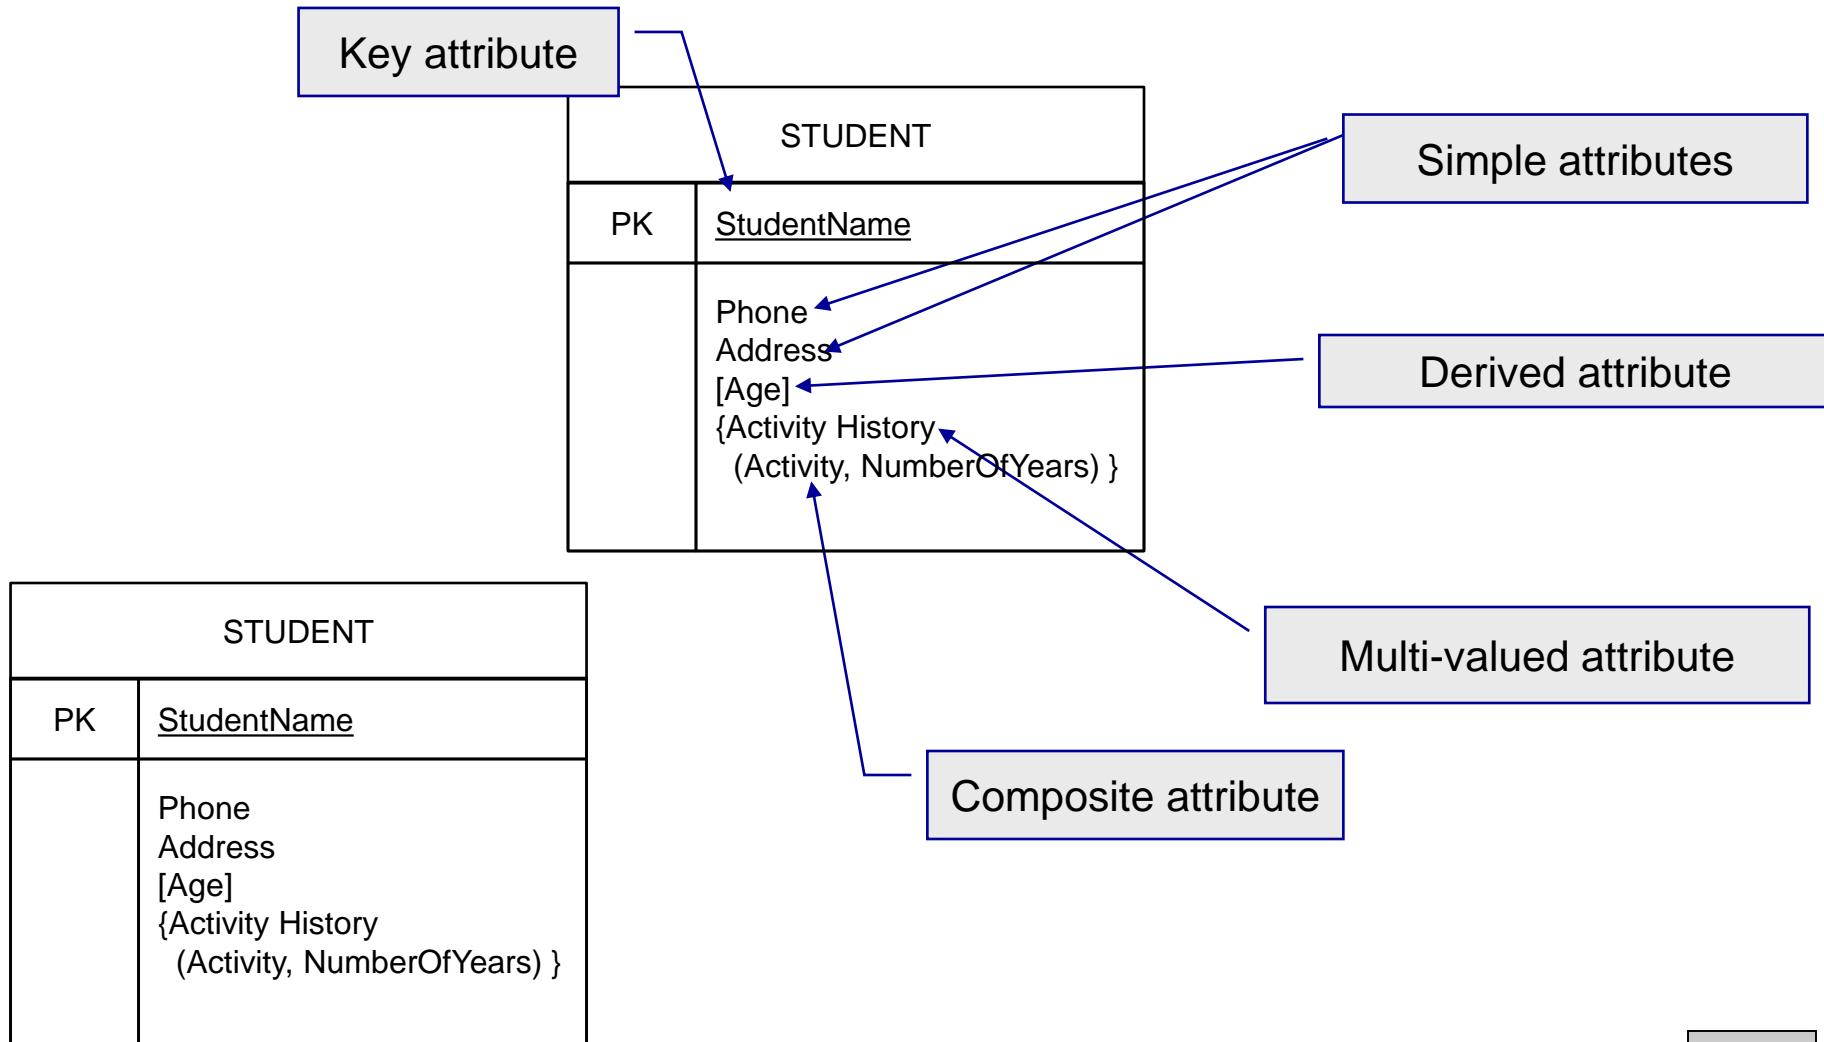 Key attribute
STUDENT
Simple attributes
PK StudentName
Phone
Address
[Age]
Derived attribute
{Activity History
(Activity, NumberOfYears) }
STUDENT
Multi-valued attribute
PK StudentName
Composite attribute
Phone
Address
[Age]
{Activity History
(Activity, NumberOfYears) }